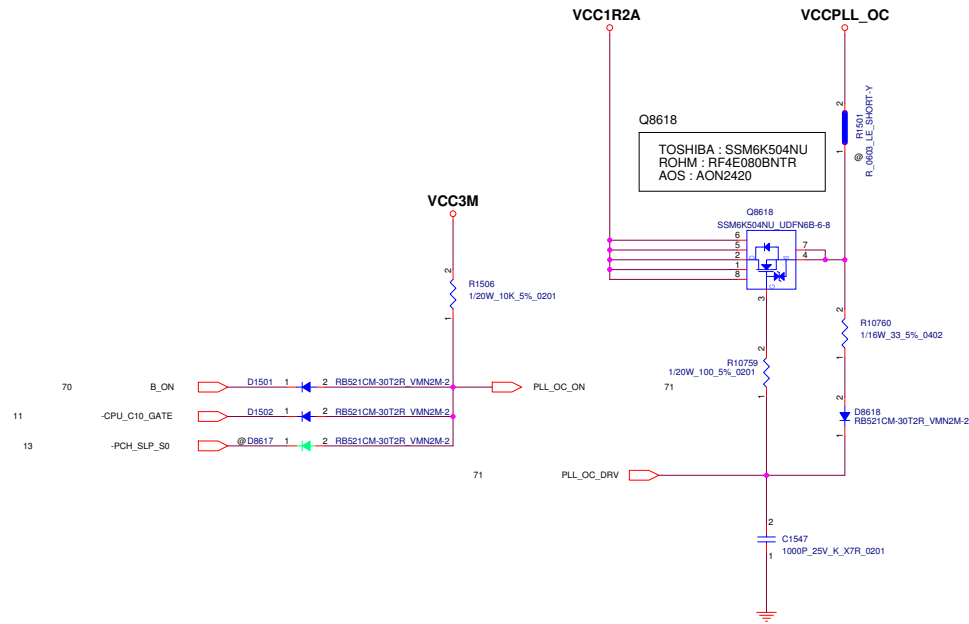 VCC1R2A
VCCPLL_OC
2
R1501
1
@
R_0603_LE_SHORT-Y
Q8618
TOSHIBA : SSM6K504NU
ROHM : RF4E080BNTR
AOS : AON2420
VCC3M
Q8618
SSM6K504NU_UDFN6B-6-8
6
5
2
1
8
7
4
D
S
G
3
2
R1506
1/20W_10K_5%_0201
1
2
R10760
1/16W_33_5%_0402
1
2
R10759
1/20W_100_5%_0201
1
70 B_ON D1501 1 2 RB521CM-30T2R_VMN2M-2 PLL_OC_ON 71
11 -CPU_C10_GATE D1502 1 2 RB521CM-30T2R_VMN2M-2
13 -PCH_SLP_S0 @D8617 1 2 RB521CM-30T2R_VMN2M-2
2
D8618
RB521CM-30T2R_VMN2M-2
1
71 PLL_OC_DRV
2
C1547
1000P_25V_K_X7R_0201
1